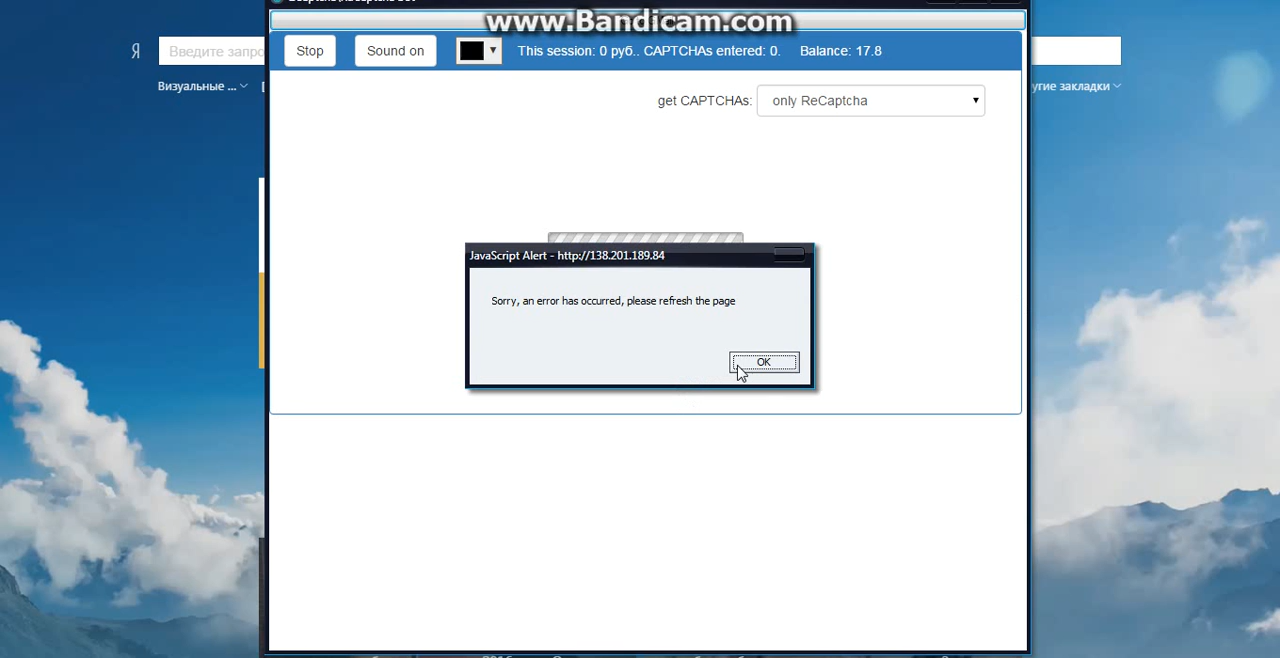 www.Bandicam.com
Я
Введите запро
Stop
Sound on
This session: 0 руб.. CAPTCHAs entered: 0.
Balance: 17.8
Визуальные ...
угие закладки
get CAPTCHAs:
only ReCaptcha
JavaScript Alert - http://138.201.189.84
Sorry, an error has occurred, please refresh the page
OK